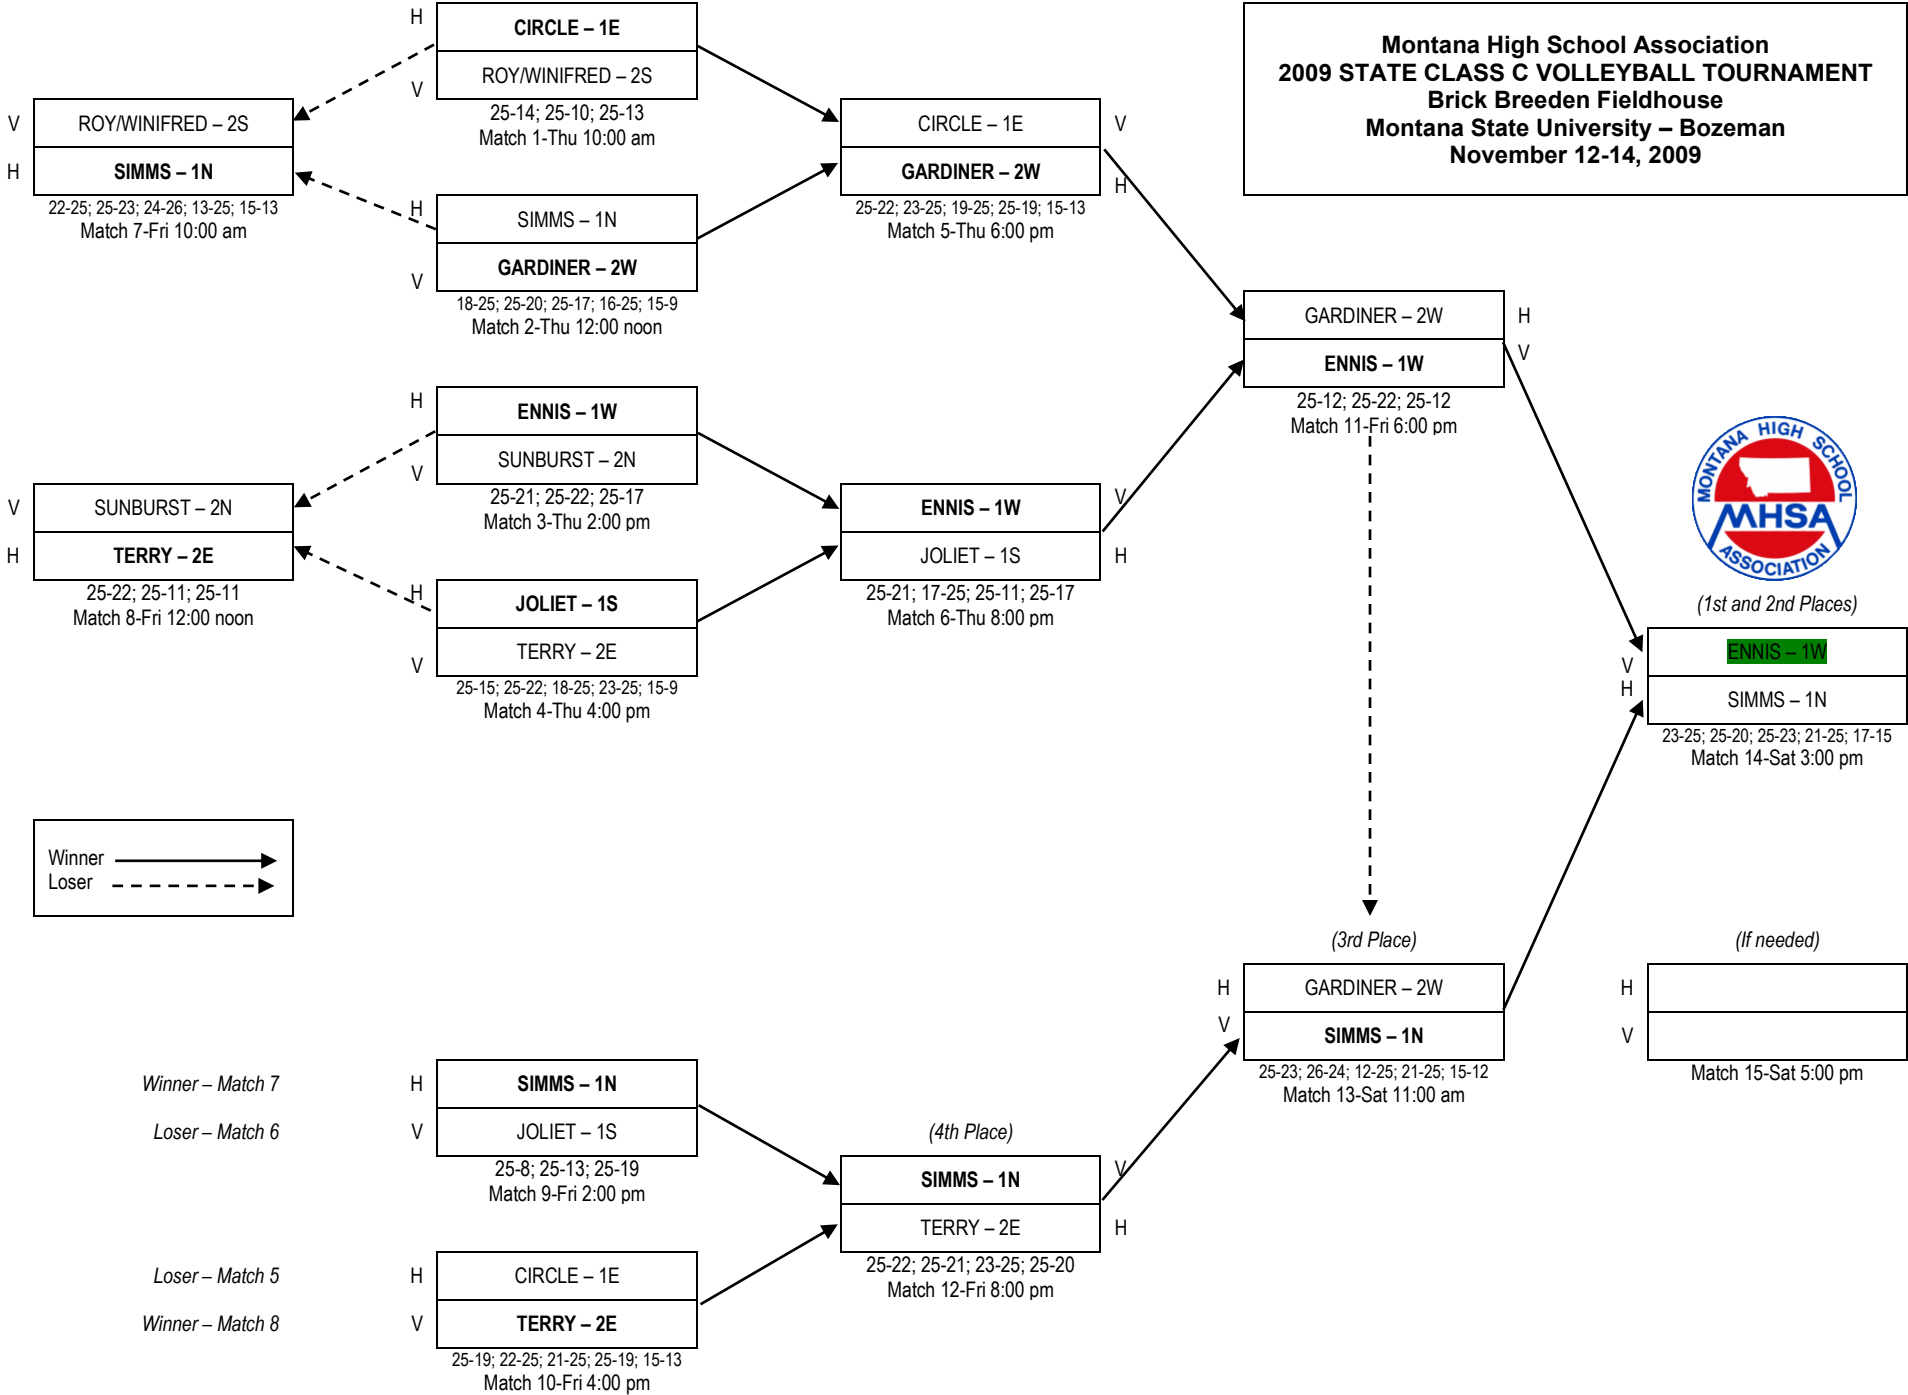 Montana High School Association
2009 STATE CLASS C VOLLEYBALL TOURNAMENT
Brick Breeden Fieldhouse
Montana State University – Bozeman
November 12-14, 2009
H
CIRCLE – 1E
ROY/WINIFRED – 2S
V
25-14; 25-10; 25-13
Match 1-Thu 10:00 am
V
ROY/WINIFRED – 2S
H
SIMMS – 1N
22-25; 25-23; 24-26; 13-25; 15-13
Match 7-Fri 10:00 am
H
SIMMS – 1N
GARDINER – 2W
V
18-25; 25-20; 25-17; 16-25; 15-9
Match 2-Thu 12:00 noon
CIRCLE – 1E
V
GARDINER – 2W
H
25-22; 23-25; 19-25; 25-19; 15-13
Match 5-Thu 6:00 pm
GARDINER – 2W
H
ENNIS – 1W
V
25-12; 25-22; 25-12
Match 11-Fri 6:00 pm
H
ENNIS – 1W
SUNBURST – 2N
V
25-21; 25-22; 25-17
Match 3-Thu 2:00 pm
V
SUNBURST – 2N
H
TERRY – 2E
25-22; 25-11; 25-11
Match 8-Fri 12:00 noon
H
JOLIET – 1S
TERRY – 2E
V
25-15; 25-22; 18-25; 23-25; 15-9
Match 4-Thu 4:00 pm
ENNIS – 1W
V
JOLIET – 1S
H
25-21; 17-25; 25-11; 25-17
Match 6-Thu 8:00 pm
MONTANA HIGH SCHOOL
MHSA
ASSOCIATION
(1st and 2nd Places)
V
ENNIS – 1W
H
SIMMS – 1N
23-25; 25-20; 25-23; 21-25; 17-15
Match 14-Sat 3:00 pm
Winner
Loser
(3rd Place)
H
GARDINER – 2W
V
SIMMS – 1N
25-23; 26-24; 12-25; 21-25; 15-12
Match 13-Sat 11:00 am
(If needed)
H
V
Match 15-Sat 5:00 pm
Winner – Match 7
H
SIMMS – 1N
Loser – Match 6
V
JOLIET – 1S
25-8; 25-13; 25-19
Match 9-Fri 2:00 pm
(4th Place)
SIMMS – 1N
V
TERRY – 2E
H
25-22; 25-21; 23-25; 25-20
Match 12-Fri 8:00 pm
Loser – Match 5
H
CIRCLE – 1E
Winner – Match 8
V
TERRY – 2E
25-19; 22-25; 21-25; 25-19; 15-13
Match 10-Fri 4:00 pm